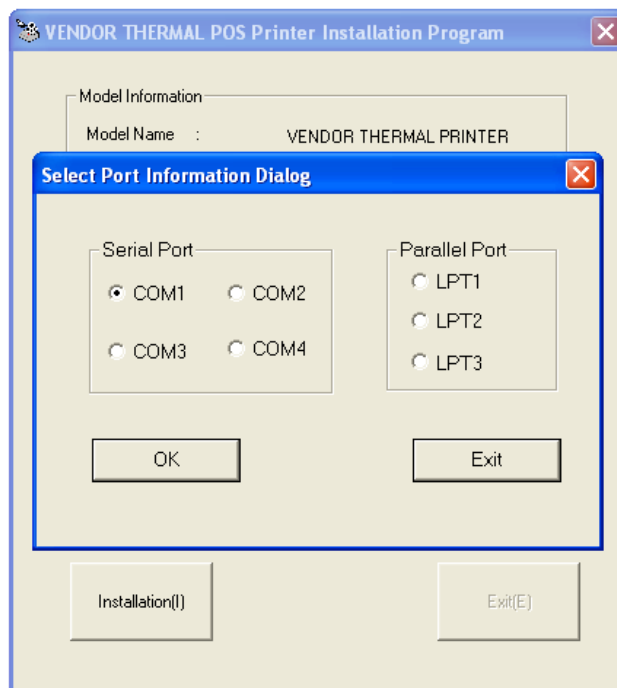 VENDOR THERMAL POS Printer Installation Program
Model Information
Model Name : VENDOR THERMAL PRINTER
Select Port Information Dialog
Serial Port
COM1 COM2
COM3 COM4
Parallel Port
LPT1
LPT2
LPT3
OK Exit
Installation(I) Exit(E)